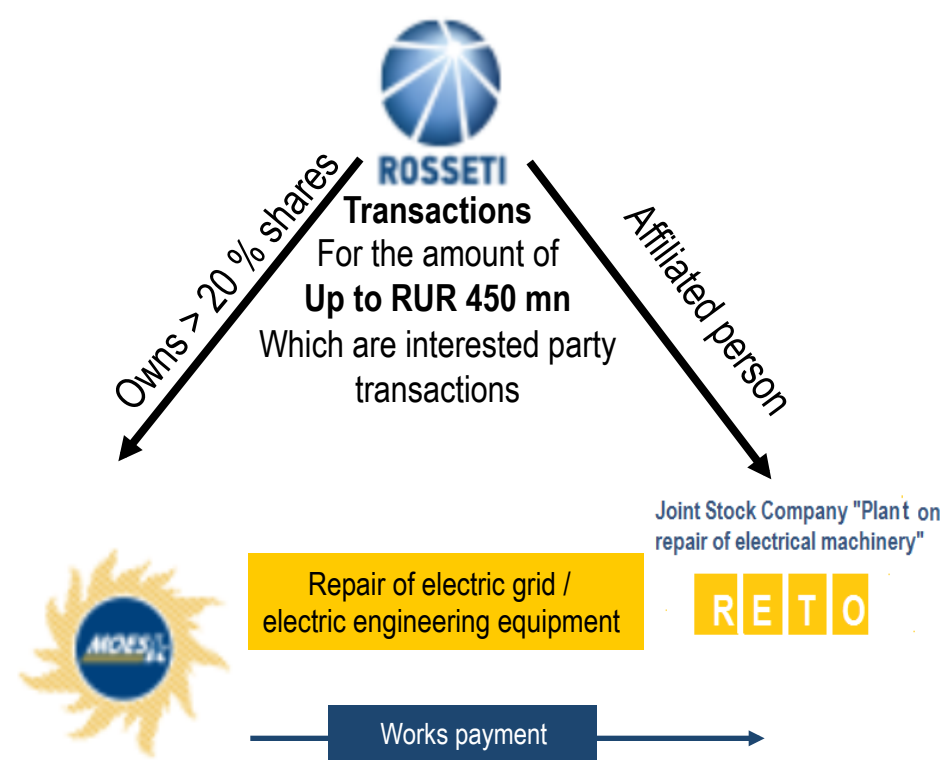 ROSSETI
Transactions
For the amount of
Up to RUR 450 mn
Which are interested party
transactions
Owns > 20 % shares
Affiliated person
Joint Stock Company "Plant on
repair of electrical machinery"
RETO
Repair of electric grid /
electric engineering equipment
MOESK
Works payment